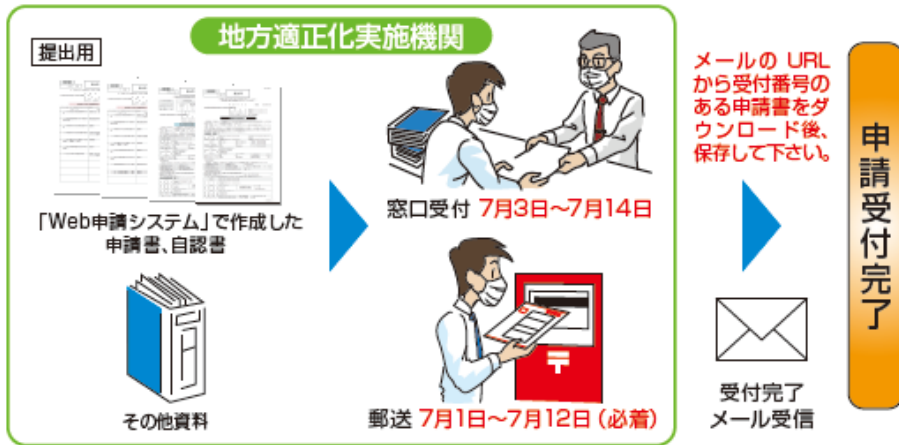 地方適正化実施機関
提出用
「Web申請システム」で作成した
申請書、自認書
その他資料
窓口受付 7月3日～7月14日
郵送 7月1日～7月12日（必着）
メールの URL
から受付番号の
ある申請書をダ
ウンロード後、
保存して下さい。
受付完了
メール受信
申請受付完了